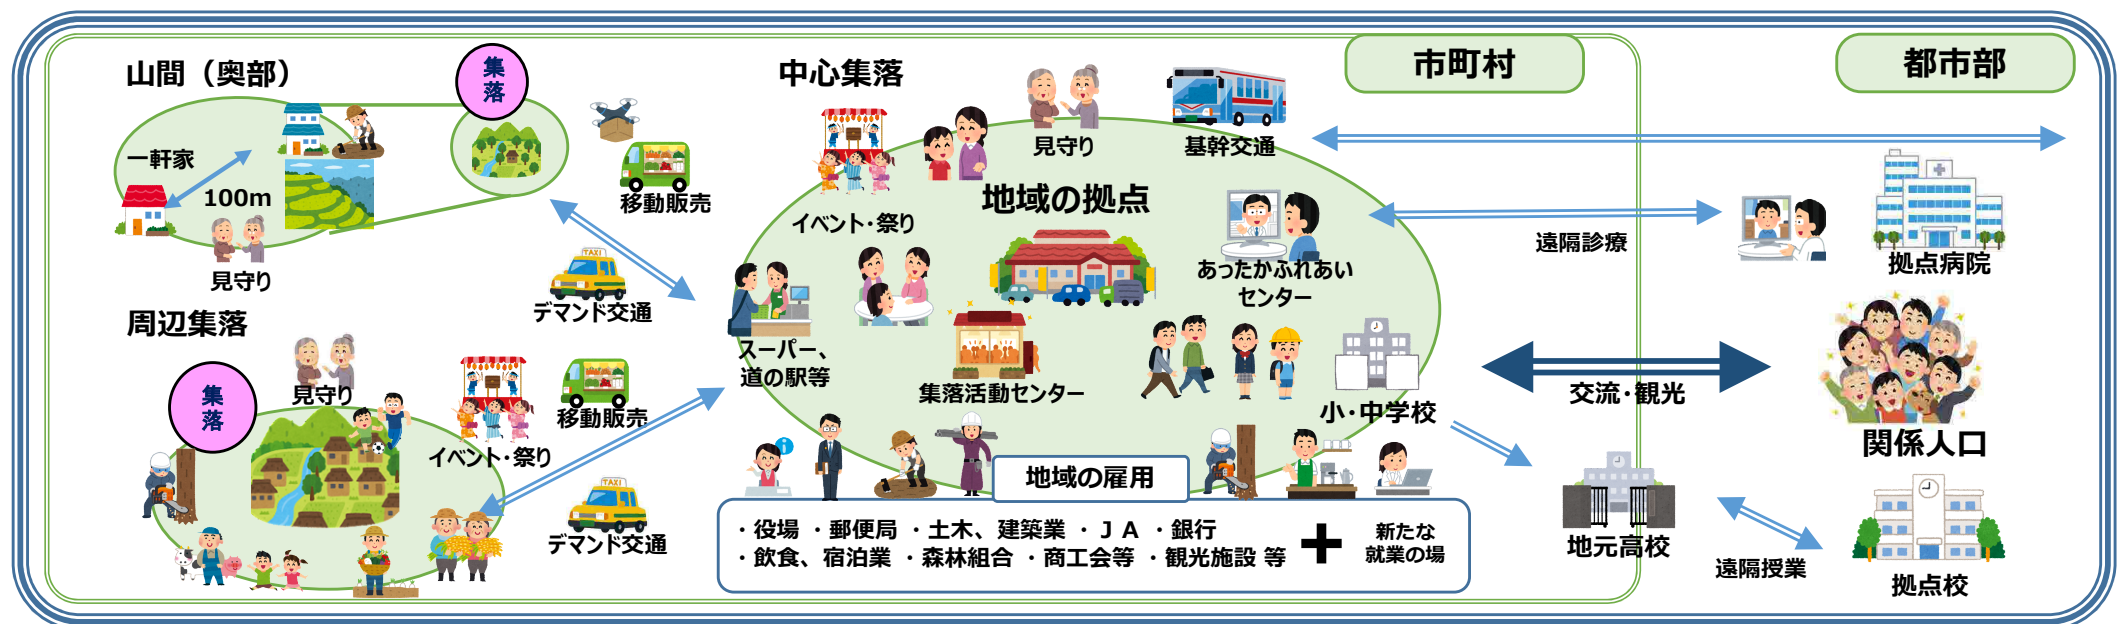 山間（奥部）
集
落
一軒家
100m
見守り
移動販売
デマンド交通
周辺集落
集
落
見守り
イベント・祭り
移動販売
デマンド交通
中心集落
見守り
基幹交通
イベント・祭り
地域の拠点
あったかふれあい
センター
スーパー、
道の駅等
集落活動センター
小・中学校
地域の雇用
・役場 ・郵便局 ・土木、建築業 ・ＪＡ ・銀行
・飲食、宿泊業 ・森林組合 ・商工会等 ・観光施設 等
+
新たな
就業の場
市町村
都市部
遠隔診療
拠点病院
交流・観光
関係人口
地元高校
遠隔授業
拠点校
TAXI
TAXI